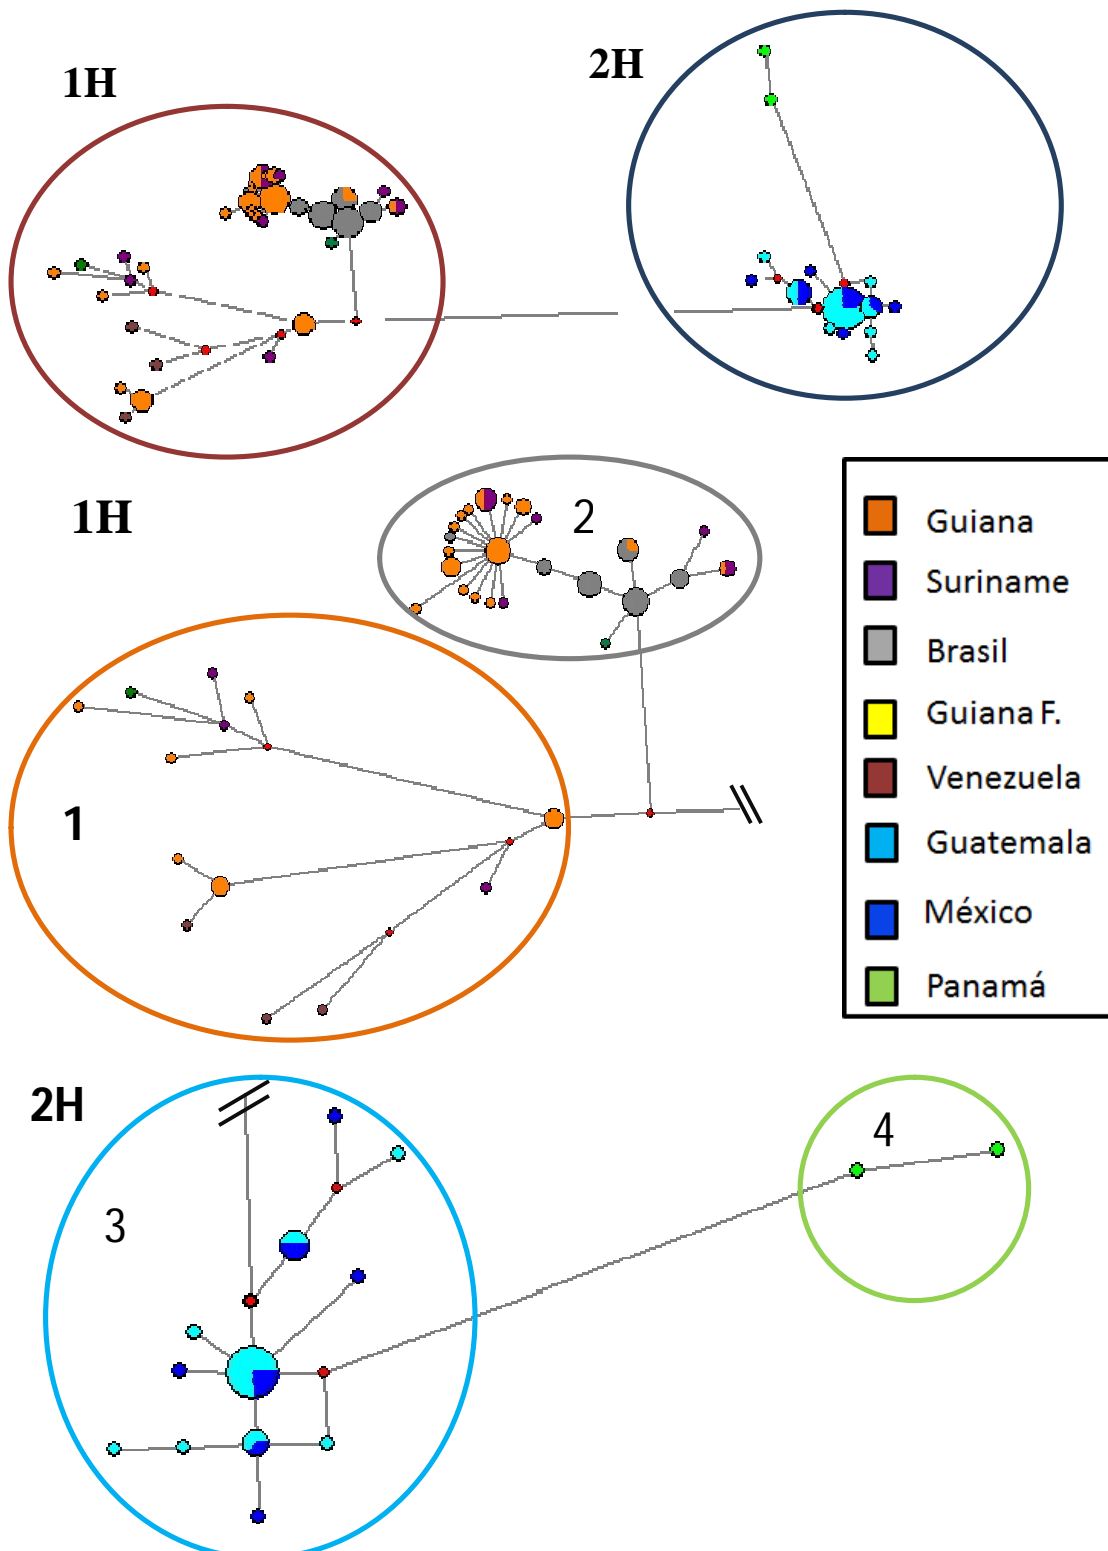 1H
2H
1H
2
1
Guiana
Suriname
Brasil
Guiana F.
Venezuela
Guatemala
México
Panamá
2H
3
4